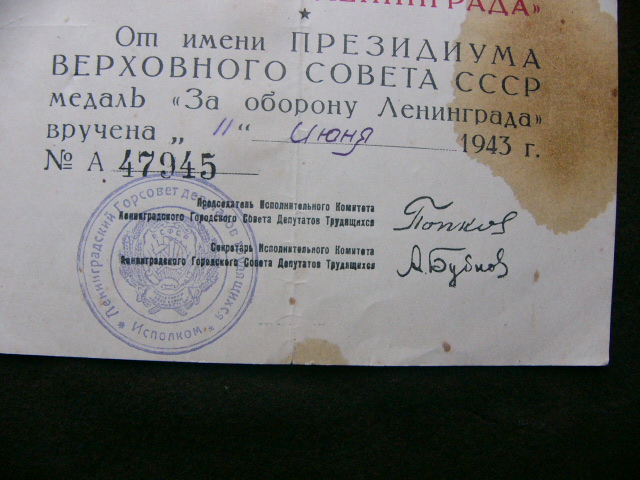 ЛЕНИНГРАДА»
От имени ПРЕЗИДИУМА
ВЕРХОВНОГО СОВЕТА СССР
медаль «За оборону Ленинграда»
вручена „ 11 “ Июня 1943 г.
№ А 47945
Председатель Исполнительного Комитета
Ленинградского Городского Совета Депутатов Трудящихся
Попков
Секретарь Исполнительного Комитета
Ленинградского Городского Совета Депутатов Трудящихся
А. Бубнов
Ленинградский Горсовет депутатов трудящихся
* Исполком *